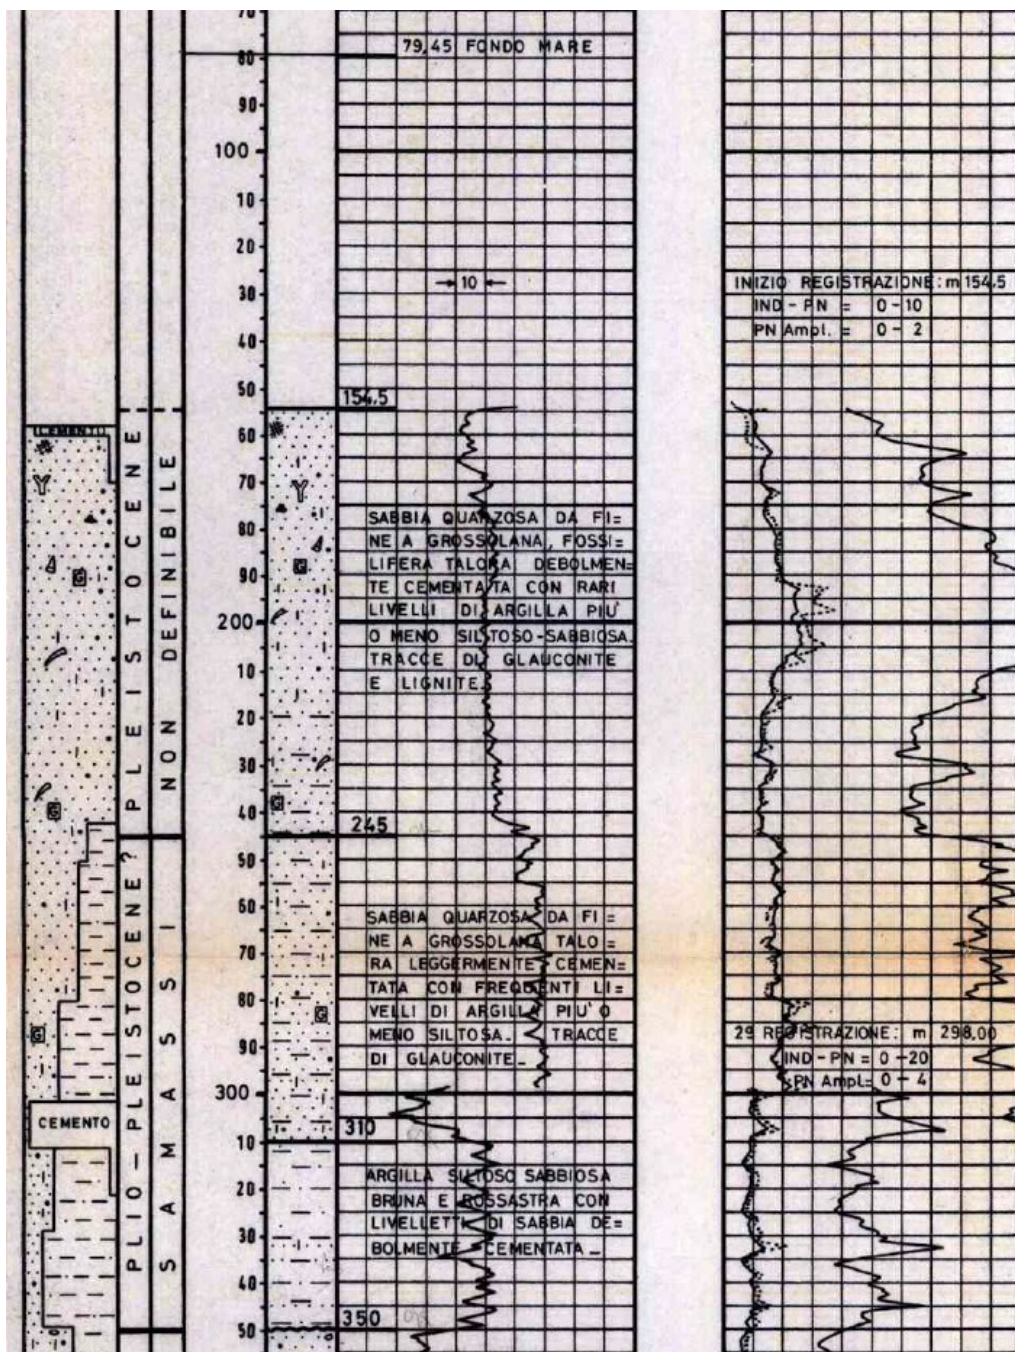 70
79,45 FONDO MARE
80
90
100
10
20
10
INIZIO REGISTRAZIONE: m 154.5
30
IND - PN = 0 - 10
PN Ampl. = 0 - 2
40
50
154.5
CEMENTO
60
70
SABBIA QUARZOSA DA FI=
80
NE A GROSSOLANA, FOSSI=
LIFERA TALORA DEBOLMEN=
G
G
90
TE CEMENTATA CON RARI
LIVELLI DI ARGILLA PIU'
200
O MENO SILTOSO-SABBIOSA.
TRACCE DI GLAUCONITE
10
E LIGNITE.
20
30
G
G
40
PLEISTOCENE
NON DEFINIBILE
245
50
60
SABBIA QUARZOSA DA FI=
NE A GROSSOLANA TALO=
70
RA LEGGERMENTE CEMEN=
TATA CON FREQUENTI LI=
80
VELLI DI ARGILLA PIU' O
G
G
MENO SILTOSA. TRACCE
29 REGISTRAZIONE: m 298.00
90
DI GLAUCONITE.
IND - PN = 0 - 20
PN Ampl.= 0 - 4
300
CEMENTO
310
10
ARGILLA SILTOSO SABBIOSA
20
BRUNA E ROSSASTRA CON
LIVELLETTI DI SABBIA DE=
30
BOLMENTE CEMENTATA.
40
350
50
PLIO - PLEISTOCENE ?
SAMASSSI